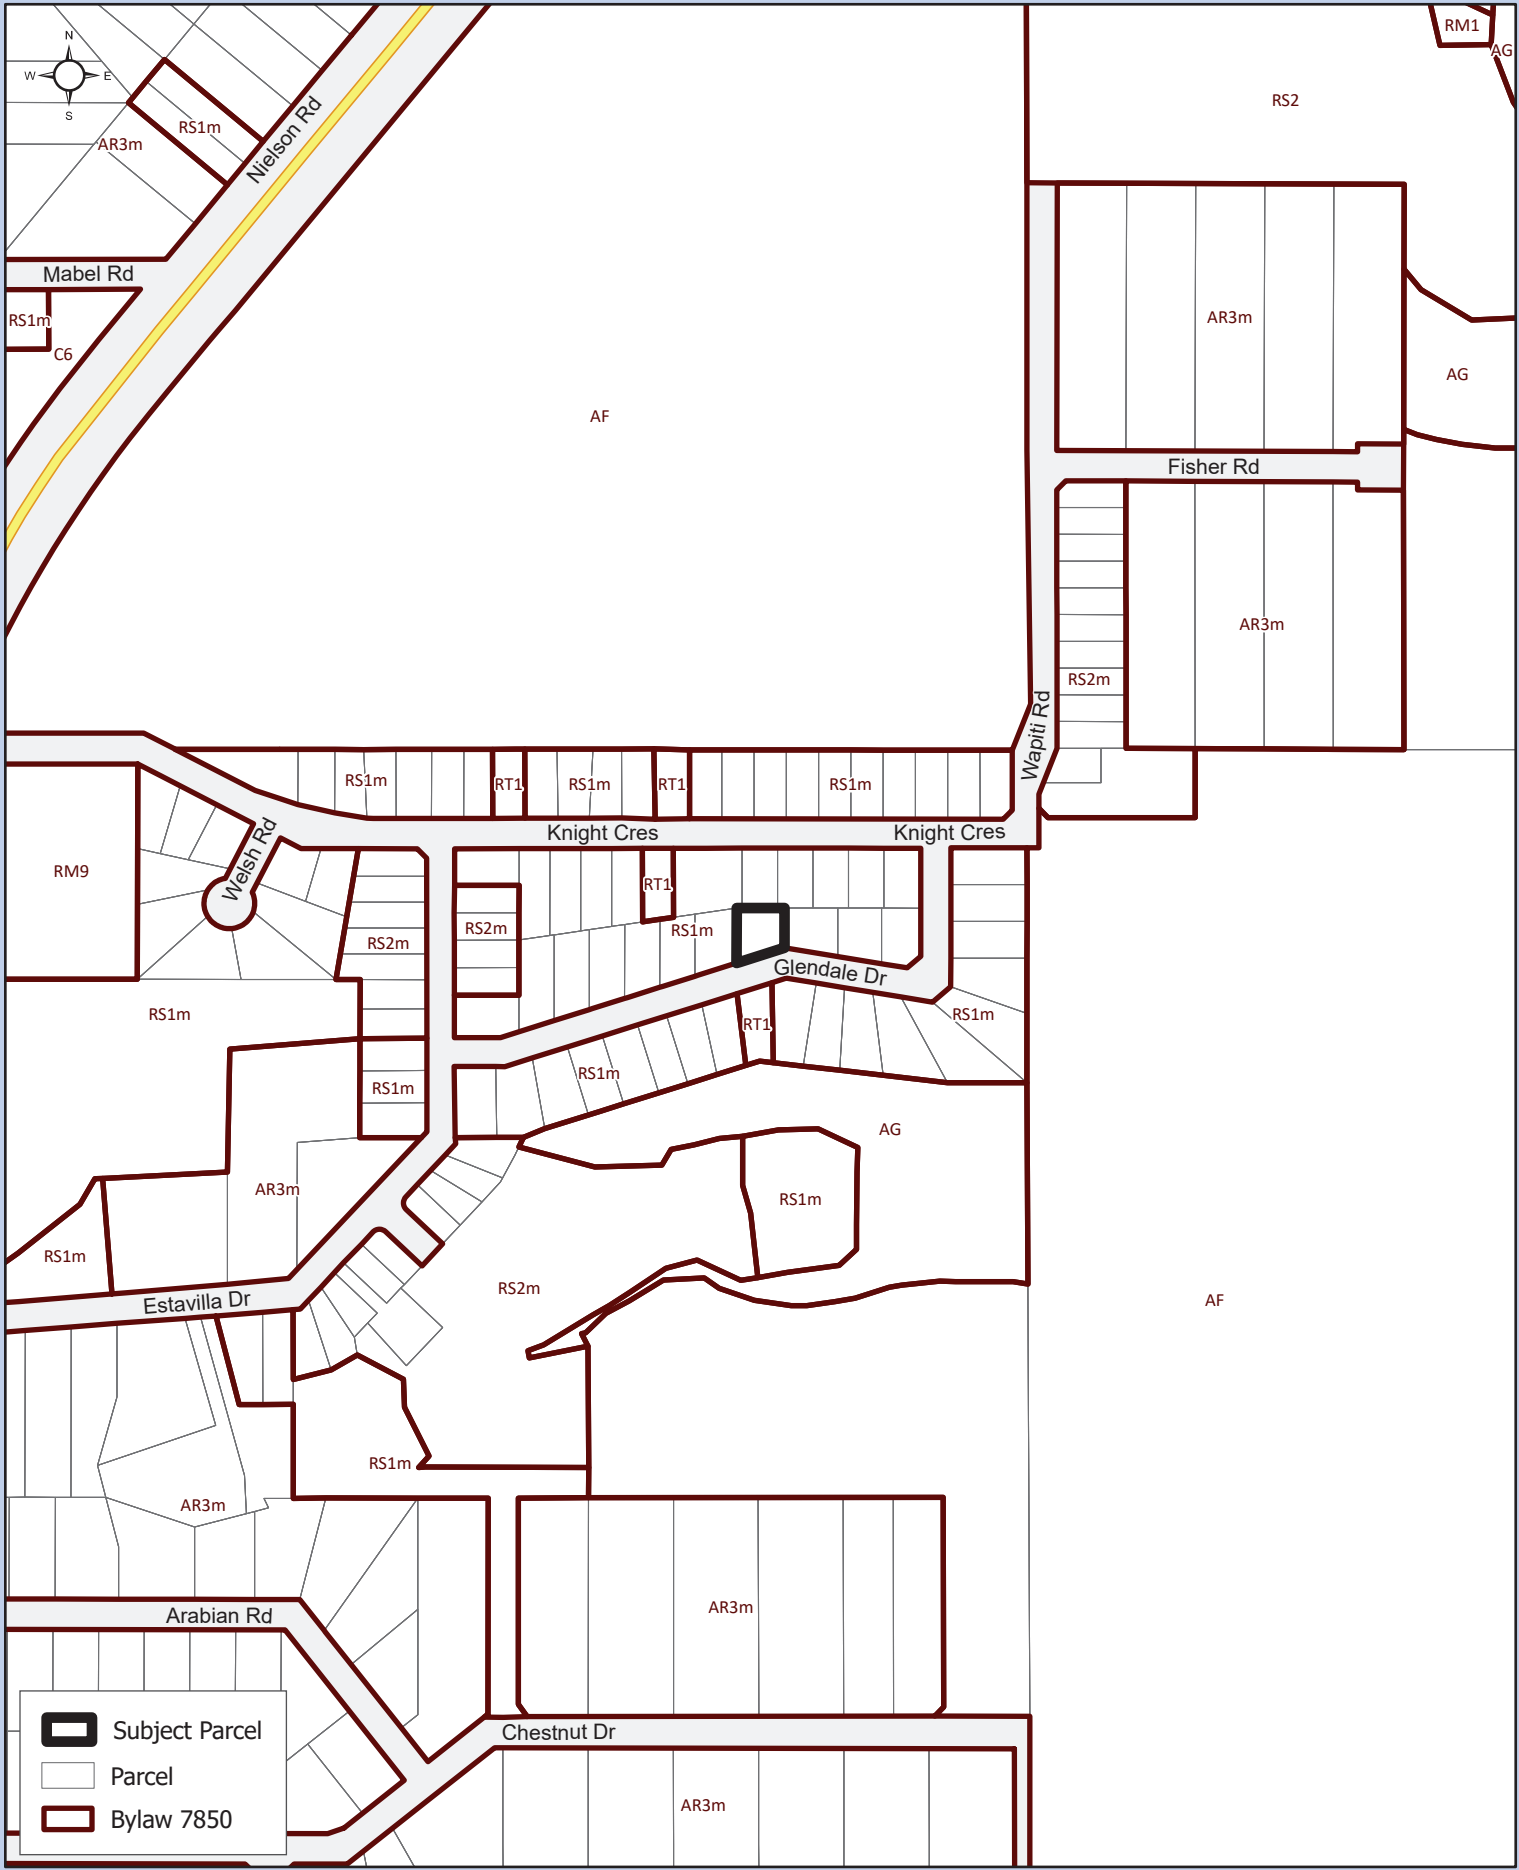 RM1
AG
N
W
E
S
RS2
RS1m
AR3m
Nielson Rd
Mabel Rd
RS1m
C6
AR3m
AG
AF
Fisher Rd
AR3m
RS2m
Wapiti Rd
RS1m
RT1
RS1m
RT1
RS1m
Knight Cres
Knight Cres
Welsh Rd
RM9
RT1
RS2m
RS2m
RS1m
Glendale Dr
RS1m
RT1
RS1m
RS1m
RS1m
AG
AR3m
RS1m
RS1m
RS2m
Estavilla Dr
AF
RS1m
AR3m
AR3m
Arabian Rd
Chestnut Dr
AR3m
Subject Parcel
Parcel
Bylaw 7850